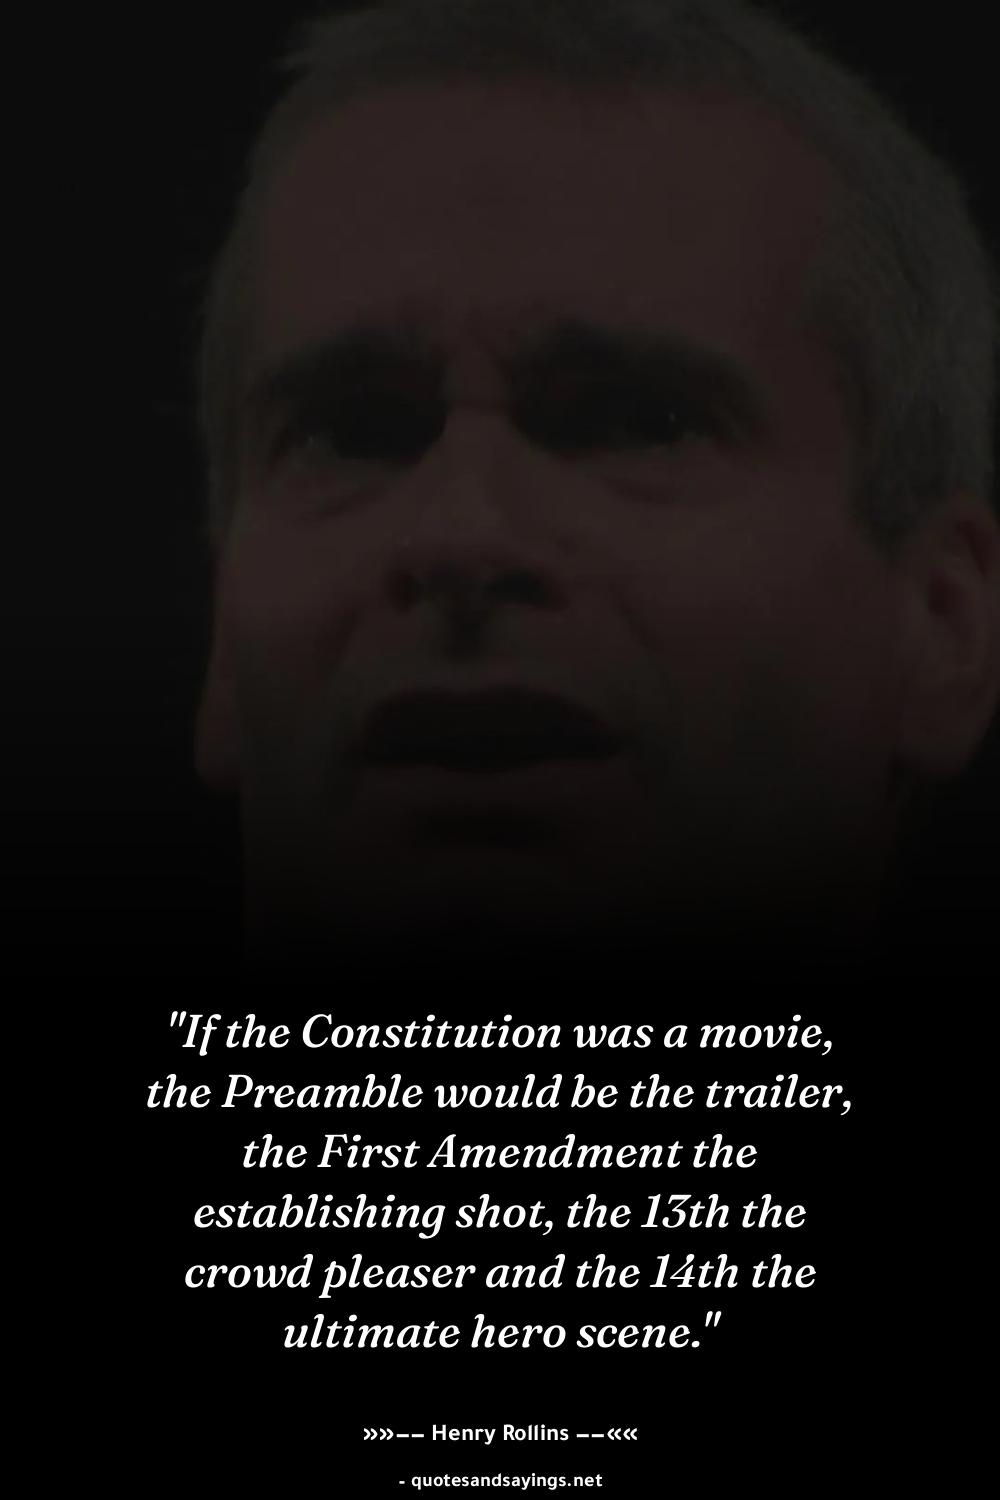 "If the Constitution was a movie,
the Preamble would be the trailer,
the First Amendment the
establishing shot, the 13th the
crowd pleaser and the 14th the
ultimate hero scene."
»»–– Henry Rollins ––««
- quotesandsayings.net